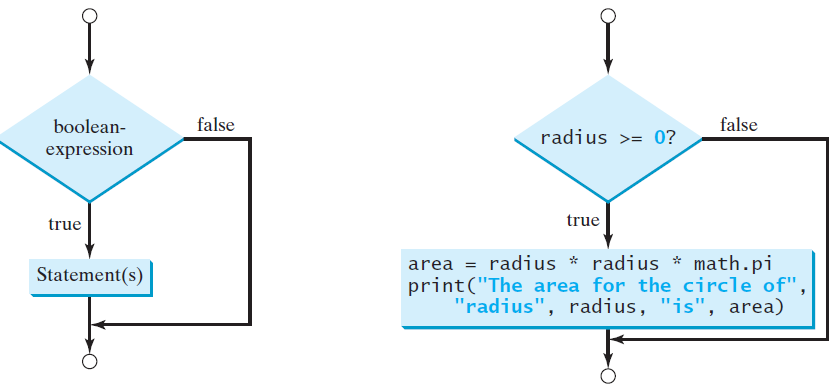 boolean-
expression
false
true
Statement(s)
radius >= 0?
false
true
area = radius * radius * math.pi
print("The area for the circle of",
"radius", radius, "is", area)